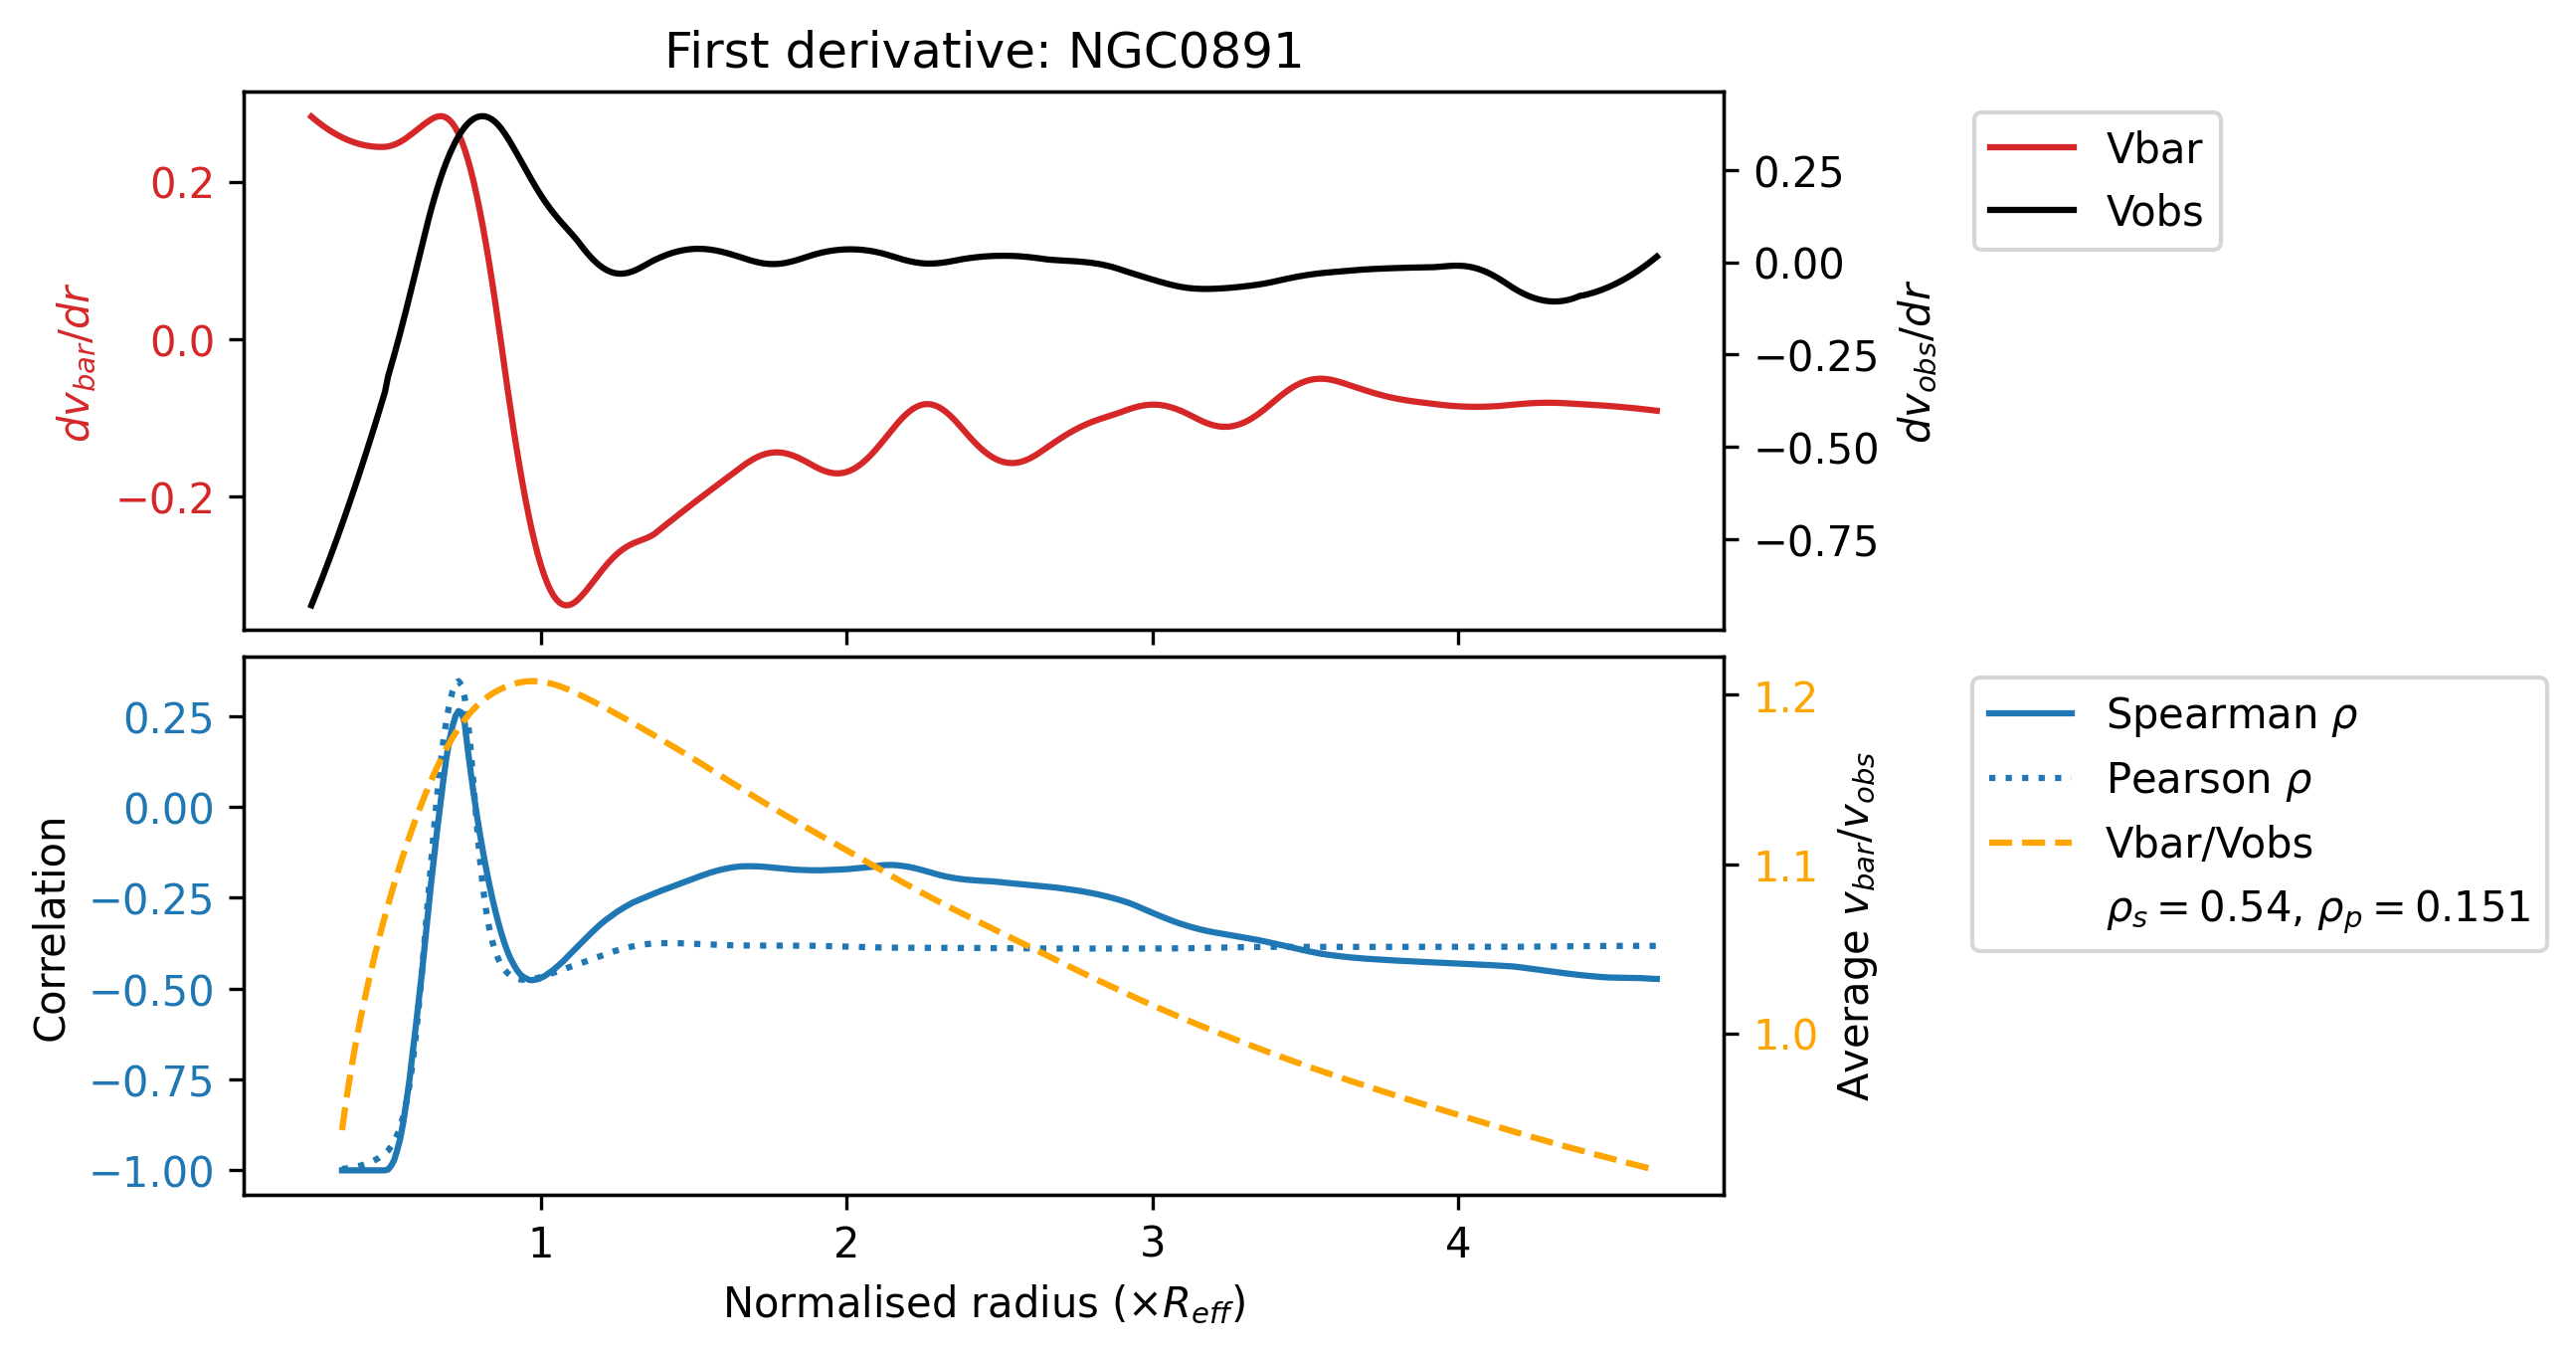 First derivative: NGC0891
0.2
0.0
−0.2
dv_bar/dr
0.25
0.00
−0.25
−0.50
−0.75
dv_obs/dr
Vbar
Vobs
0.25
0.00
−0.25
−0.50
−0.75
−1.00
Correlation
1.2
1.1
1.0
Average v_bar/v_obs
Spearman ρ
Pearson ρ
Vbar/Vobs
ρ_s = 0.54, ρ_p = 0.151
1 2 3 4
Normalised radius (×R_eff)